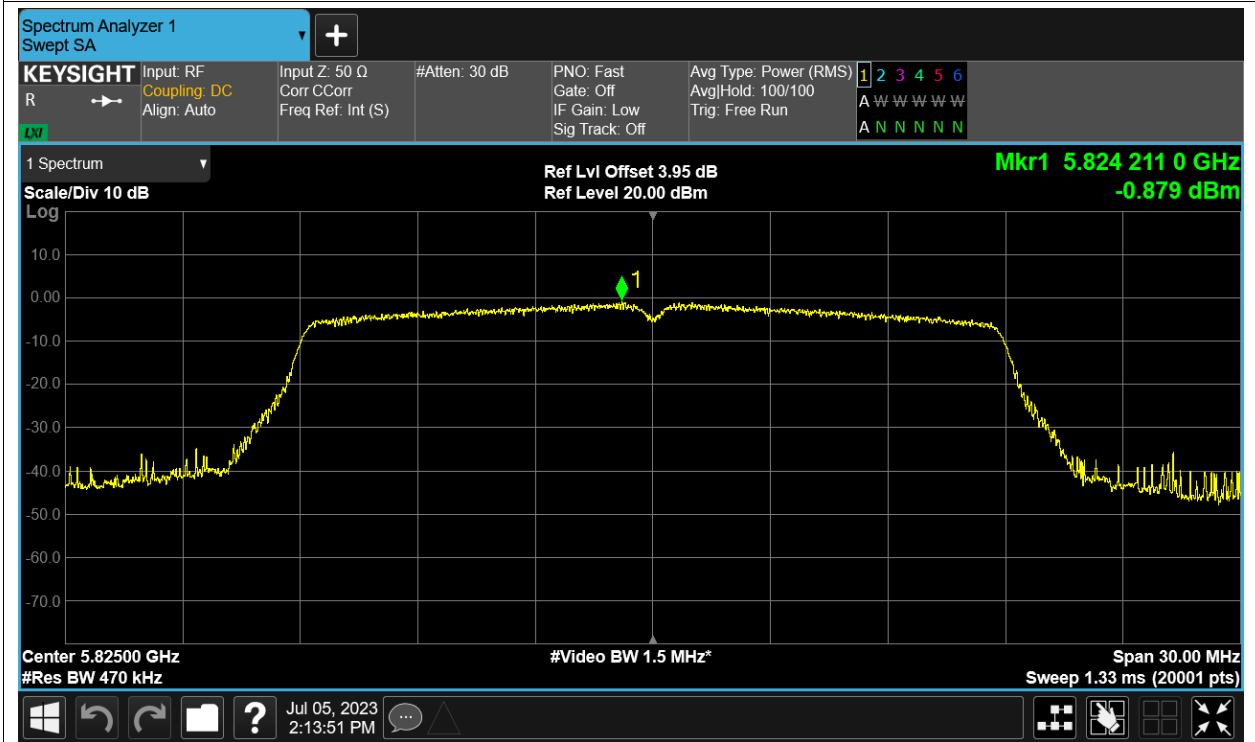 Spectrum Analyzer 1
Swept SA
+
KEYSIGHT
R
LXI
Input: RF
Coupling: DC
Align: Auto
Input Z: 50 Ω
Corr CCorr
Freq Ref: Int (S)
#Atten: 30 dB
PNO: Fast
Gate: Off
IF Gain: Low
Sig Track: Off
Avg Type: Power (RMS)
Avg|Hold: 100/100
Trig: Free Run
1 2 3 4 5 6
A W W W W W
A N N N N N
1 Spectrum
Scale/Div 10 dB
Log
Ref Lvl Offset 3.95 dB
Ref Level 20.00 dBm
Mkr1 5.824 211 0 GHz
-0.879 dBm
10.0
0.00
-10.0
-20.0
-30.0
-40.0
-50.0
-60.0
-70.0
1
Center 5.82500 GHz
#Res BW 470 kHz
#Video BW 1.5 MHz*
Span 30.00 MHz
Sweep 1.33 ms (20001 pts)
?
Jul 05, 2023
2:13:51 PM